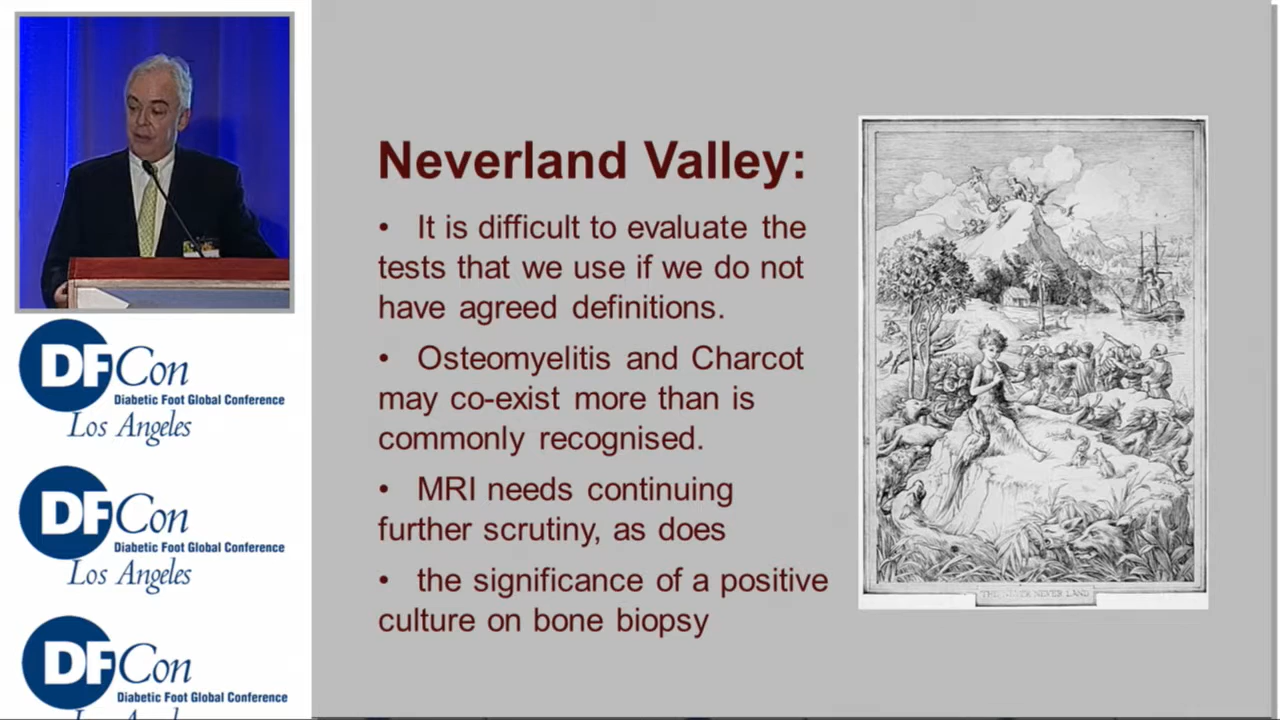 Neverland Valley:
• It is difficult to evaluate the
tests that we use if we do not
have agreed definitions.
• Osteomyelitis and Charcot
may co-exist more than is
commonly recognised.
• MRI needs continuing
further scrutiny, as does
• the significance of a positive
culture on bone biopsy
NEVER LAND
DFCon
Diabetic Foot Global Conference
Los Angeles
DFCon
Diabetic Foot Global Conference
Los Angeles
DFCon
Diabetic Foot Global Conference